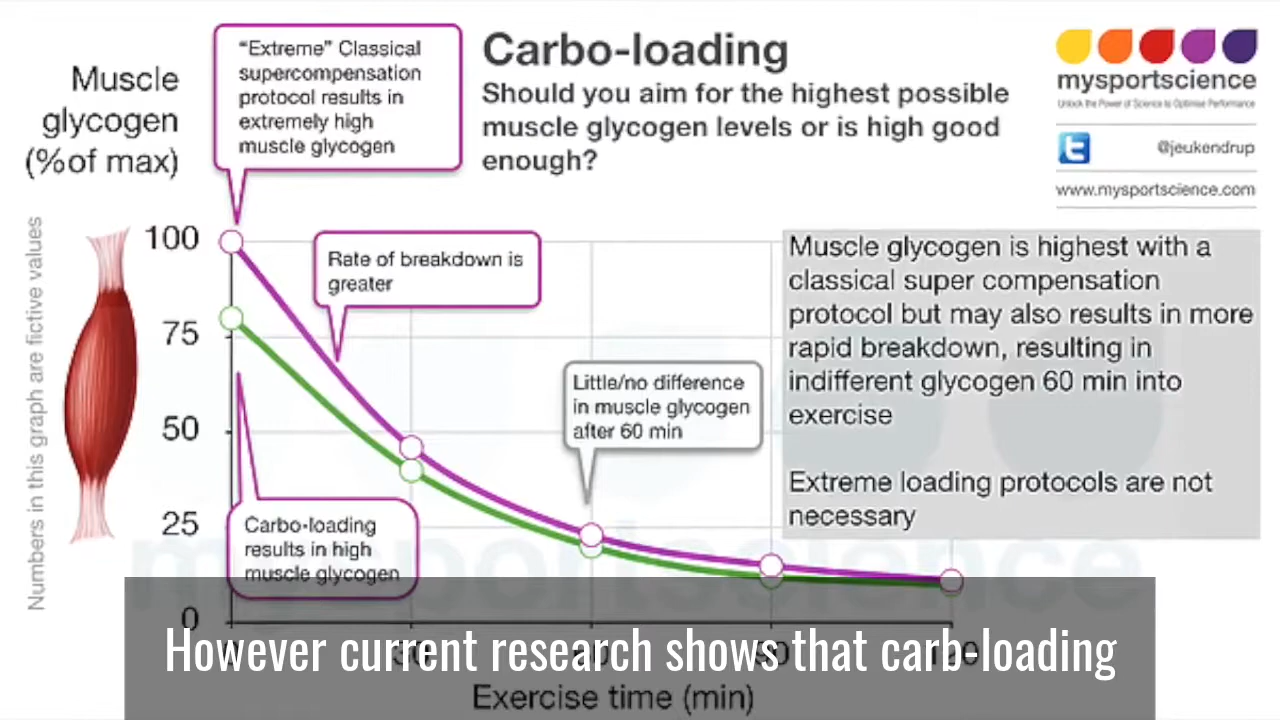 Carbo-loading
Should you aim for the highest possible
muscle glycogen levels or is high good
enough?
mysportscience
Unlock the Power of Science to Optimise Performance
@jeukendrup
www.mysportscience.com
Muscle
glycogen
(%of max)
"Extreme" Classical
supercompensation
protocol results in
extremely high
muscle glycogen
Rate of breakdown is
greater
Little/no difference
in muscle glycogen
after 60 min
Carbo-loading
results in high
muscle glycogen
Muscle glycogen is highest with a
classical super compensation
protocol but may also results in more
rapid breakdown, resulting in
indifferent glycogen 60 min into
exercise
Extreme loading protocols are not
necessary
Numbers in this graph are fictive values
100
75
50
25
0
0 30 60 90 120
Exercise time (min)
mysportscience
However current research shows that carb-loading